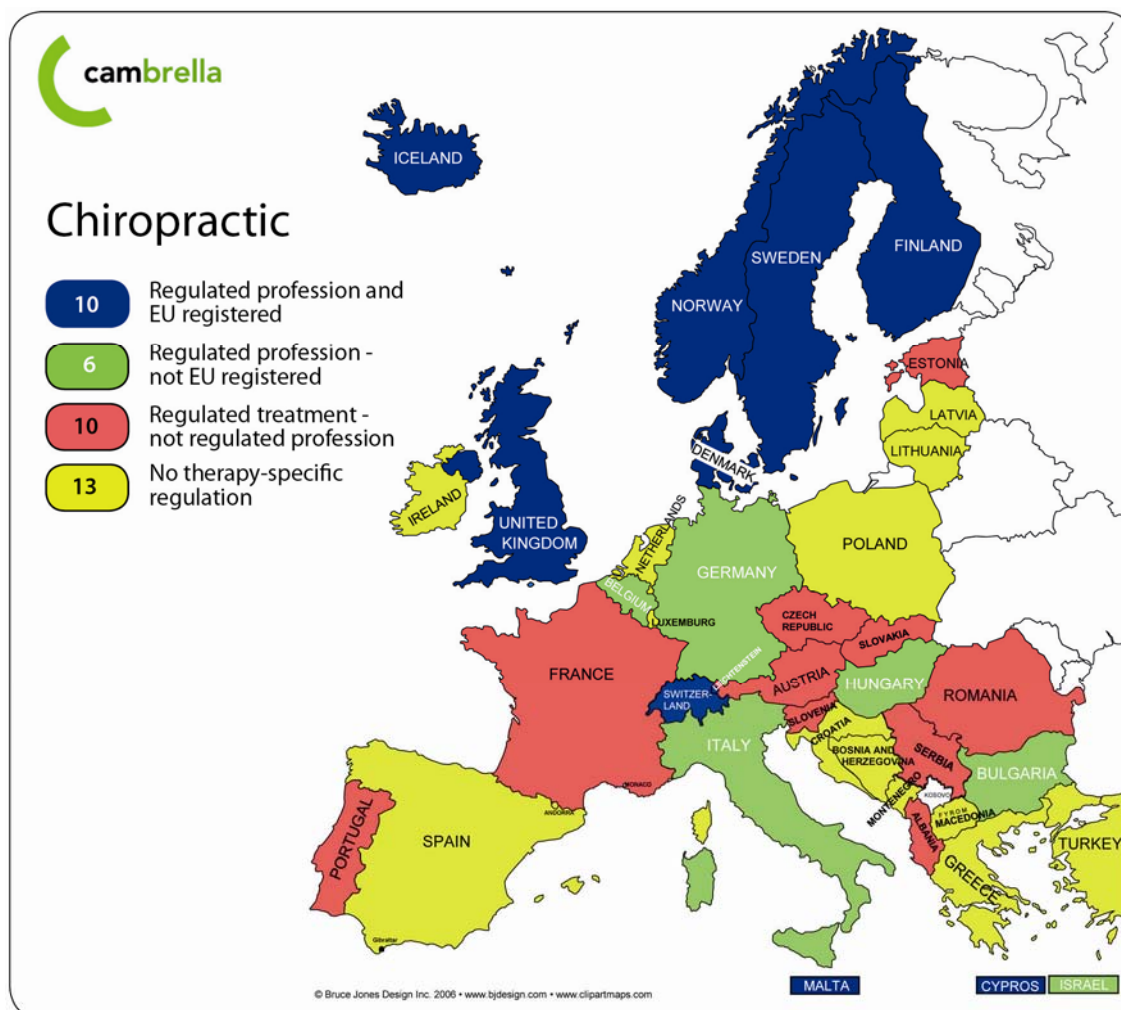 cambrella
ICELAND
Chiropractic
10
Regulated profession and
EU registered
6
Regulated profession -
not EU registered
10
Regulated treatment -
not regulated profession
13
No therapy-specific
regulation
FINLAND
SWEDEN
NORWAY
ESTONIA
LATVIA
LITHUANIA
DENMARK
IRELAND
UNITED
KINGDOM
NETHERLANDS
POLAND
GERMANY
BELGIUM
LUXEMBURG
CZECH
REPUBLIC
SLOVAKIA
FRANCE
LIECHTENSTEIN
AUSTRIA
HUNGARY
ROMANIA
SWITZER-
LAND
SLOVENIA
CROATIA
ITALY
BOSNIA AND
HERZEGOVINA
SERBIA
BULGARIA
MONACO
MONTENEGRO
KOSOVO
FYROM
MACEDONIA
ANDORRA
ALBANIA
PORTUGAL
SPAIN
TURKEY
GREECE
Gibraltar
MALTA
CYPROS
ISRAEL
© Bruce Jones Design Inc. 2006 • www.bjdesign.com • www.clipartmaps.com